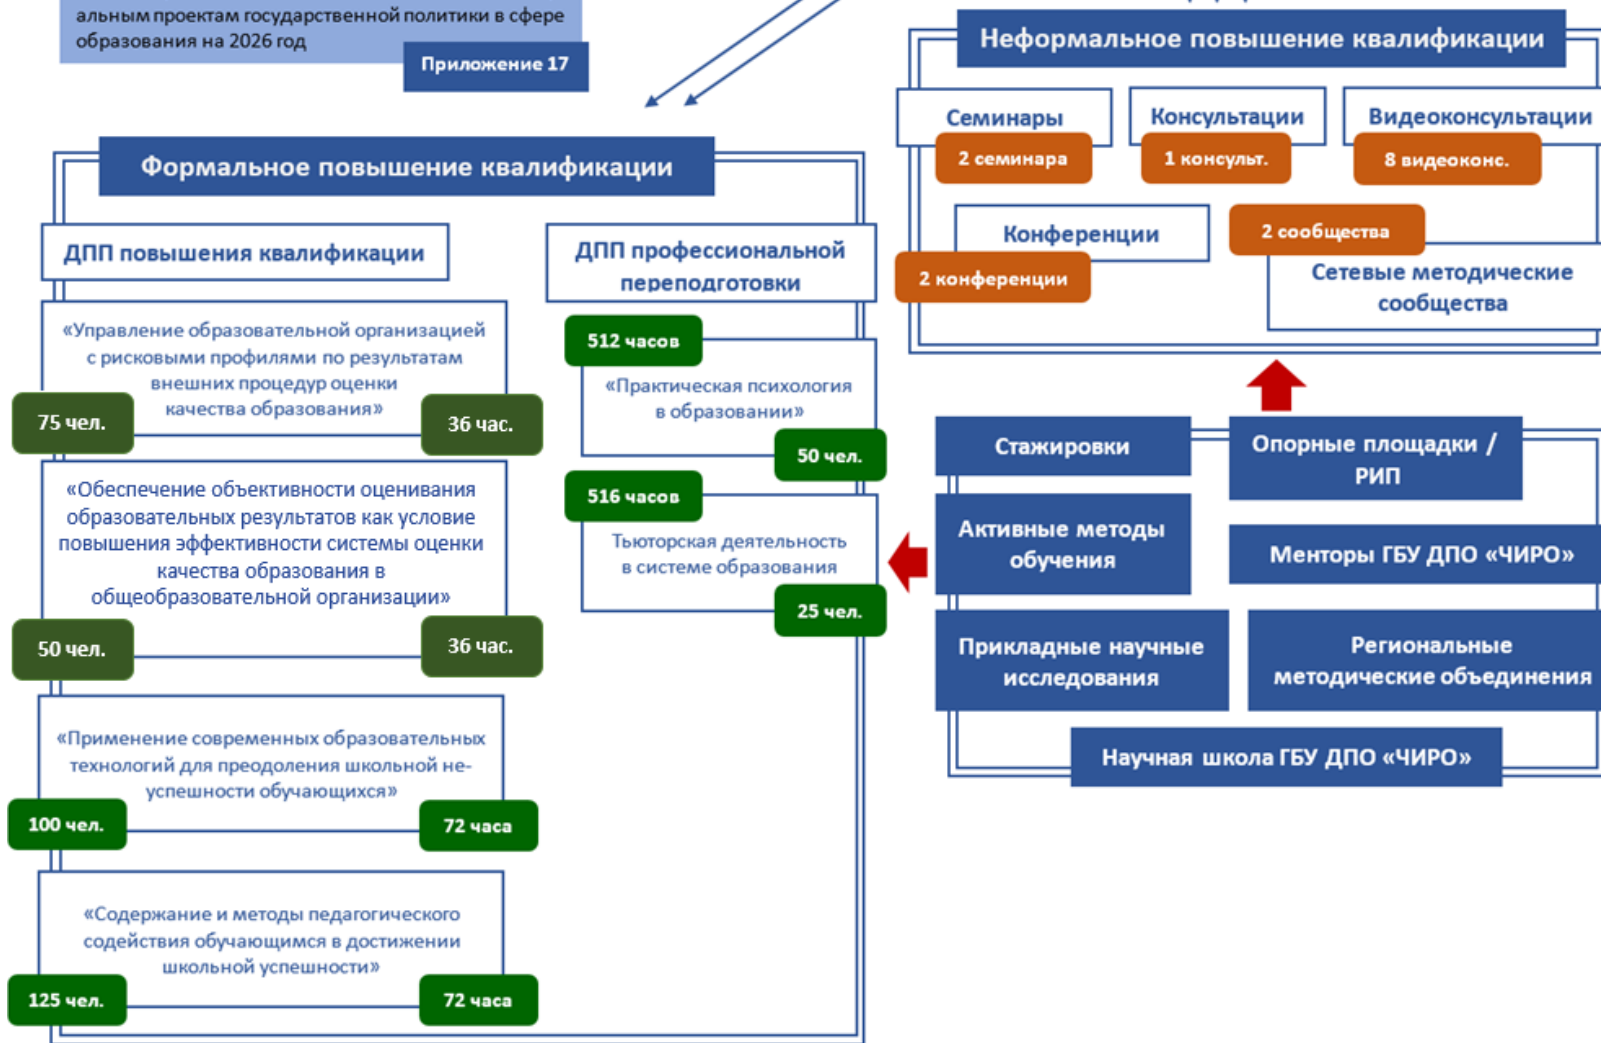 альным проектам государственной политики в сфере
образования на 2026 год
Приложение 17
Формальное повышение квалификации
ДПП повышения квалификации
«Управление образовательной организацией
с рисковыми профилями по результатам
внешних процедур оценки
качества образования»
75 чел.
36 час.
«Обеспечение объективности оценивания
образовательных результатов как условие
повышения эффективности системы оценки
качества образования в
общеобразовательной организации»
50 чел.
36 час.
«Применение современных образовательных
технологий для преодоления школьной не-
успешности обучающихся»
100 чел.
72 часа
«Содержание и методы педагогического
содействия обучающимся в достижении
школьной успешности»
125 чел.
72 часа
ДПП профессиональной
переподготовки
512 часов
«Практическая психология
в образовании»
50 чел.
516 часов
Тьюторская деятельность
в системе образования
25 чел.
Неформальное повышение квалификации
Семинары
2 семинара
Консультации
1 консульт.
Видеоконсультации
8 видеоконс.
Конференции
2 конференции
2 сообщества
Сетевые методические
сообщества
Стажировки
Опорные площадки /
РИП
Активные методы
обучения
Менторы ГБУ ДПО «ЧИРО»
Прикладные научные
исследования
Региональные
методические объединения
Научная школа ГБУ ДПО «ЧИРО»